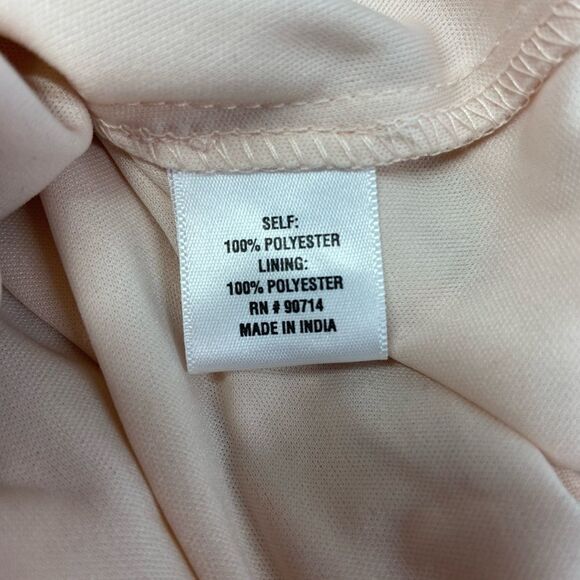 SELF:
100% POLYESTER
LINING:
100% POLYESTER
RN # 90714
MADE IN INDIA